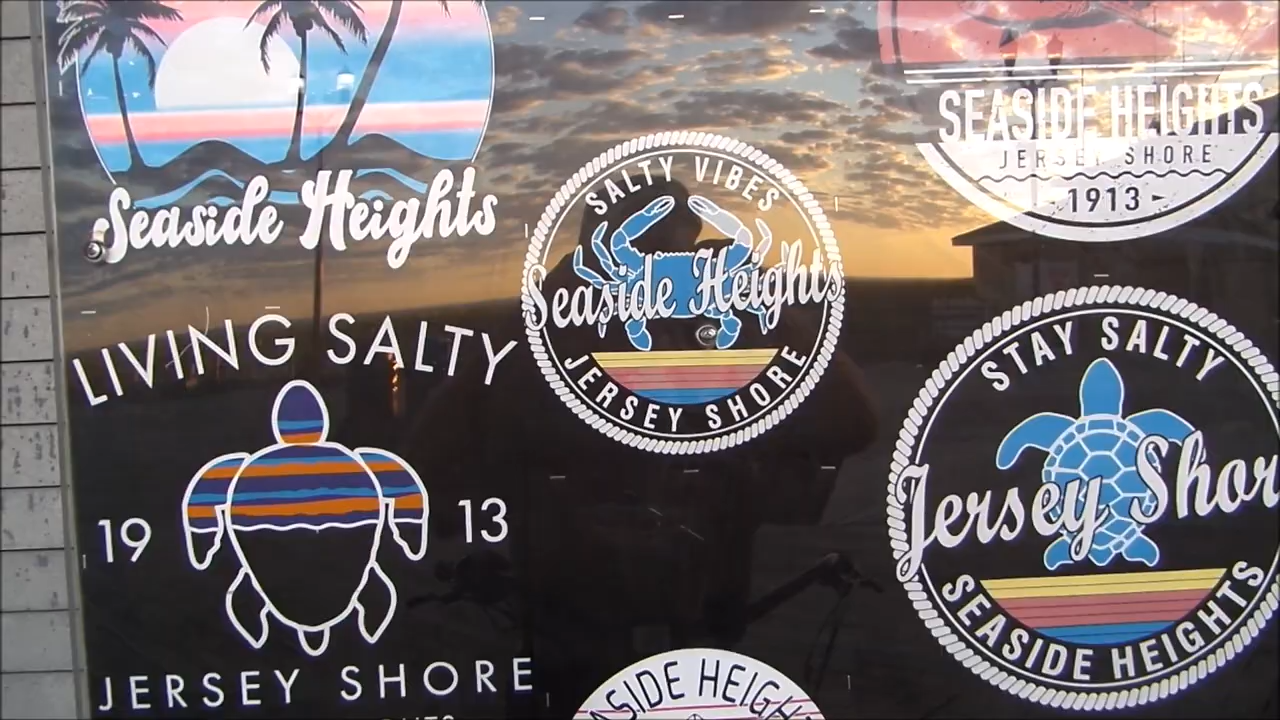 Seaside Heights
SALTY VIBES
Seaside Heights
JERSEY SHORE
SEASIDE HEIGHTS
JERSEY SHORE
1913
LIVING SALTY
19 13
JERSEY SHORE
STAY SALTY
Jersey Shor
SEASIDE HEIGHTS
ASIDE HEIGH